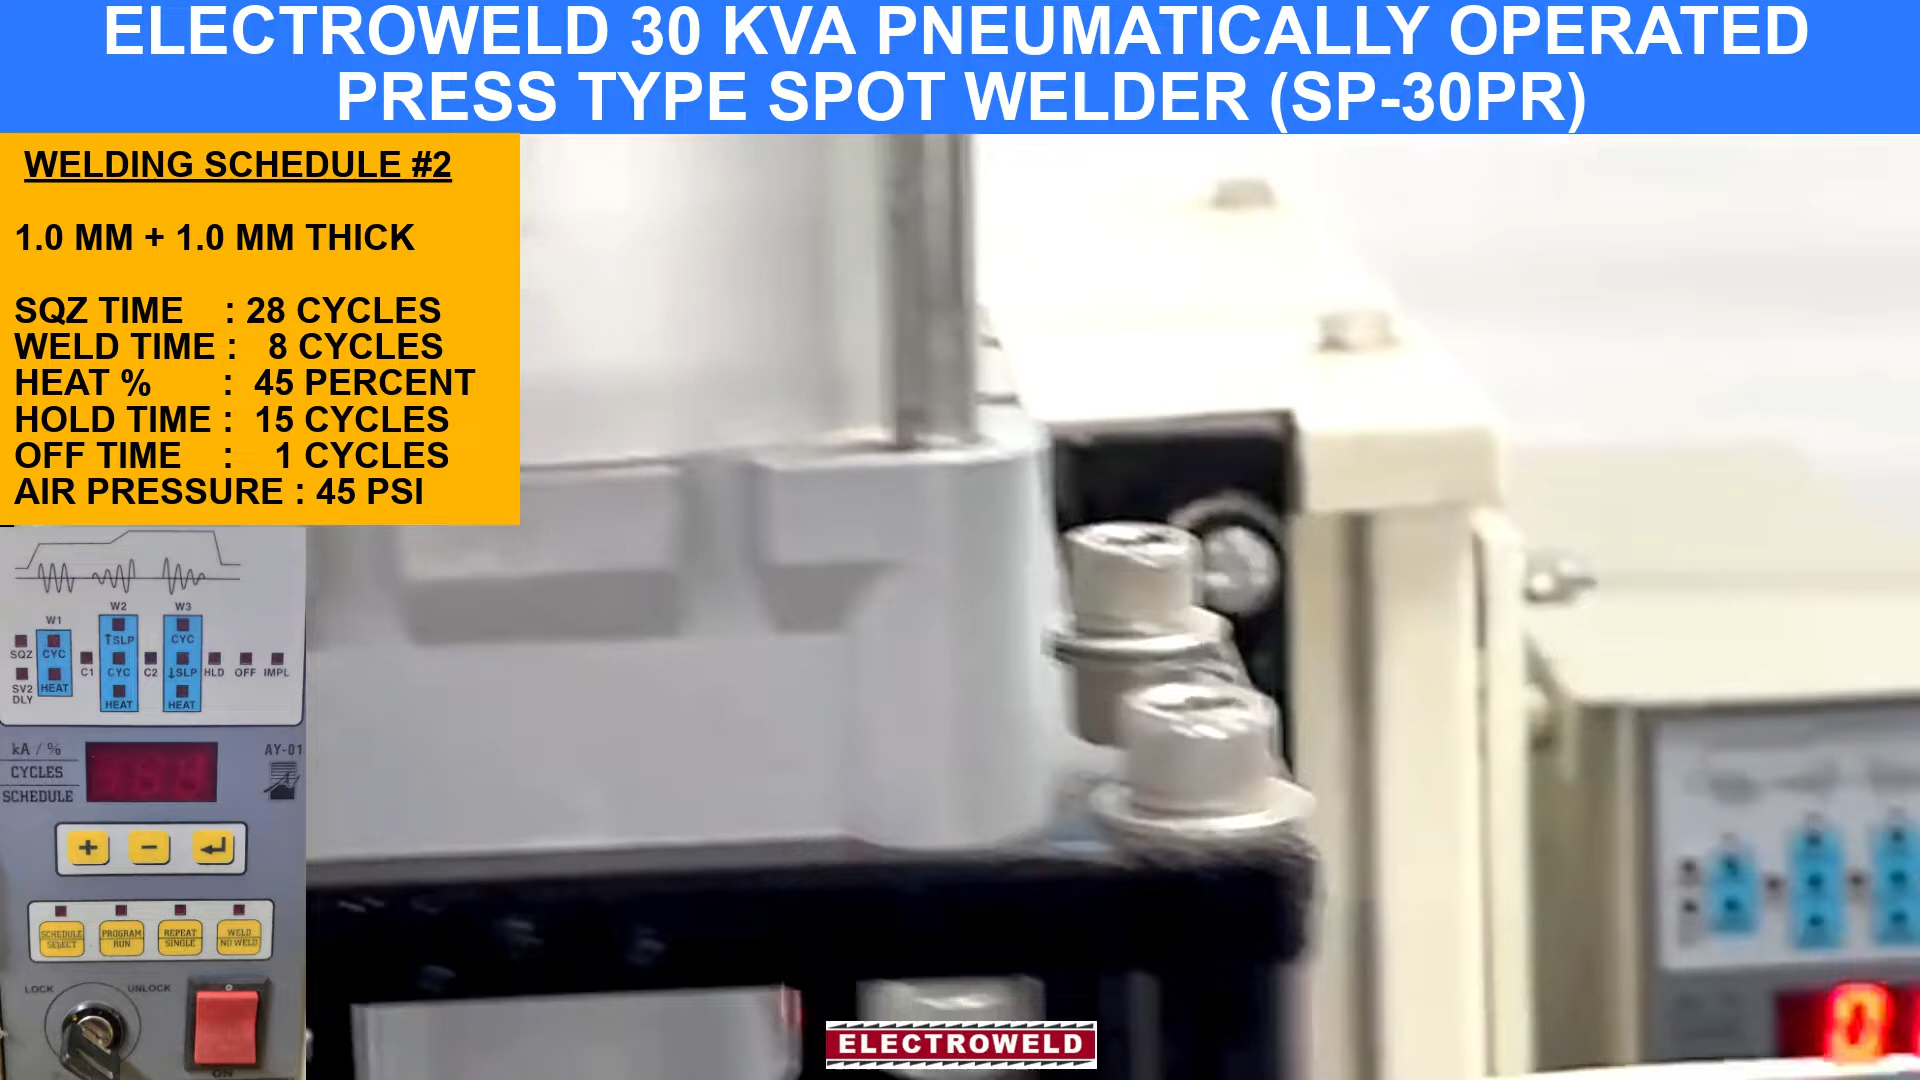 ELECTROWELD 30 KVA PNEUMATICALLY OPERATED
PRESS TYPE SPOT WELDER (SP-30PR)
WELDING SCHEDULE #2
1.0 MM + 1.0 MM THICK
SQZ TIME : 28 CYCLES
WELD TIME : 8 CYCLES
HEAT % : 45 PERCENT
HOLD TIME : 15 CYCLES
OFF TIME : 1 CYCLES
AIR PRESSURE : 45 PSI
W2 W3
W1
↑SLP CYC
SQZ CYC
C1 CYC C2 ↓SLP HLD OFF IMPL
SV2 DLY HEAT
HEAT HEAT
kA / % AY-01
CYCLES
SCHEDULE
+ -
SCHEDULE SELECT PROGRAM RUN REPEAT SINGLE WELD NO WELD
LOCK UNLOCK
ON
ELECTROWELD
0